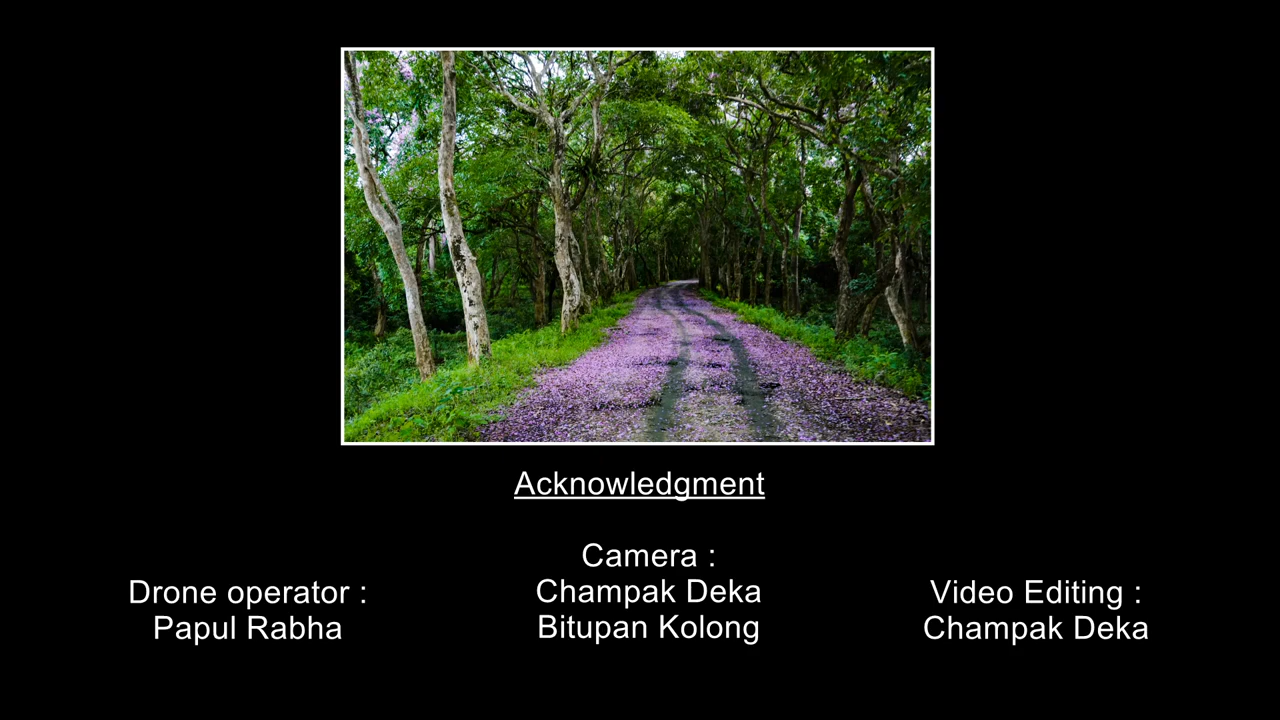 Acknowledgment
Drone operator :
Papul Rabha
Camera :
Champak Deka
Bitupan Kolong
Video Editing :
Champak Deka